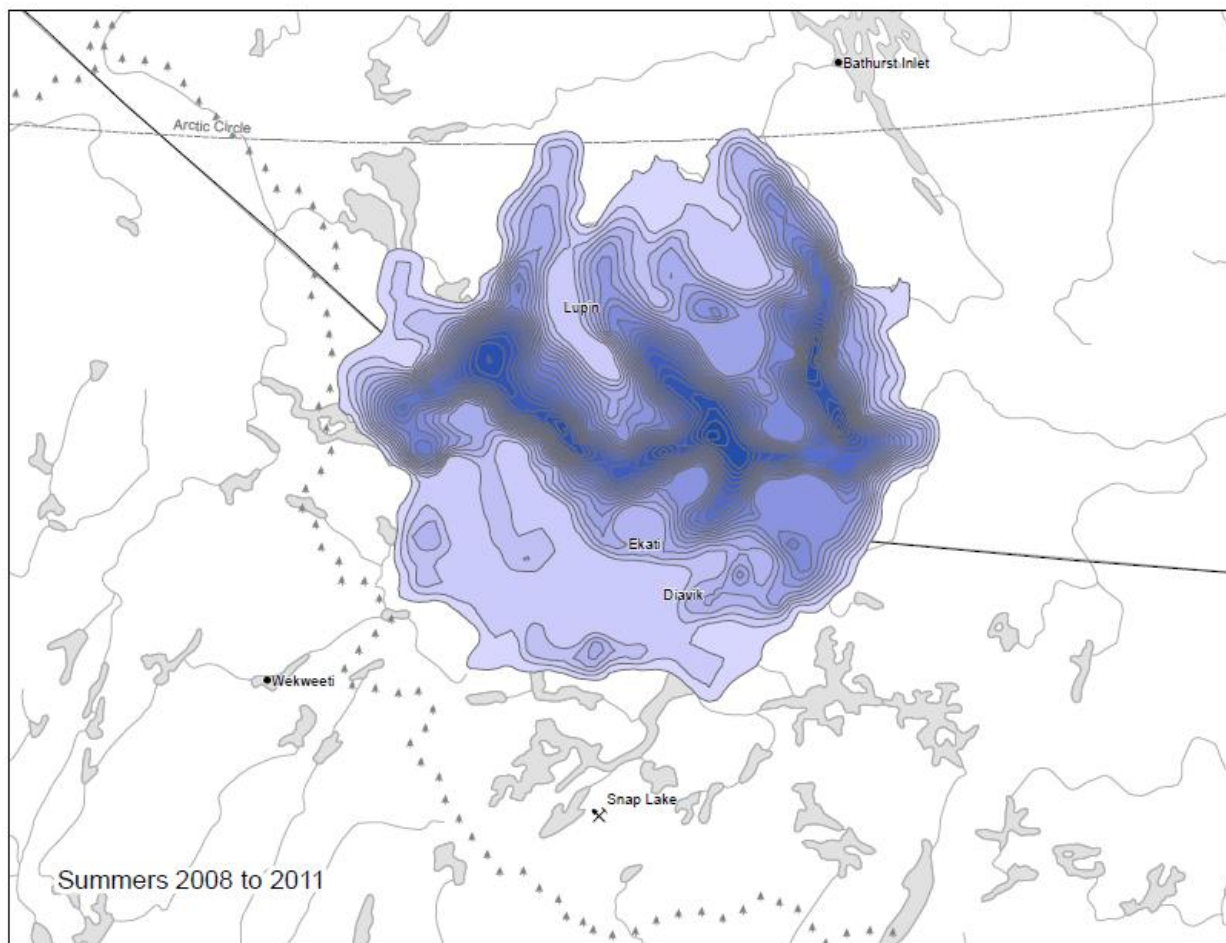 Bathurst Inlet
Arctic Circle
Lupin
Ekati
Diavik
Wekweeti
Snap Lake
Summers 2008 to 2011